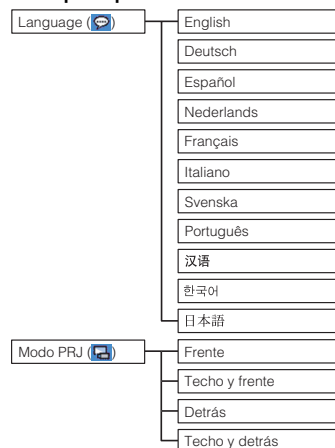 Language ( )
English
Deutsch
Español
Nederlands
Français
Italiano
Svenska
Português
汉语
한국어
日本語
Modo PRJ ( )
Frente
Techo y frente
Detrás
Techo y detrás